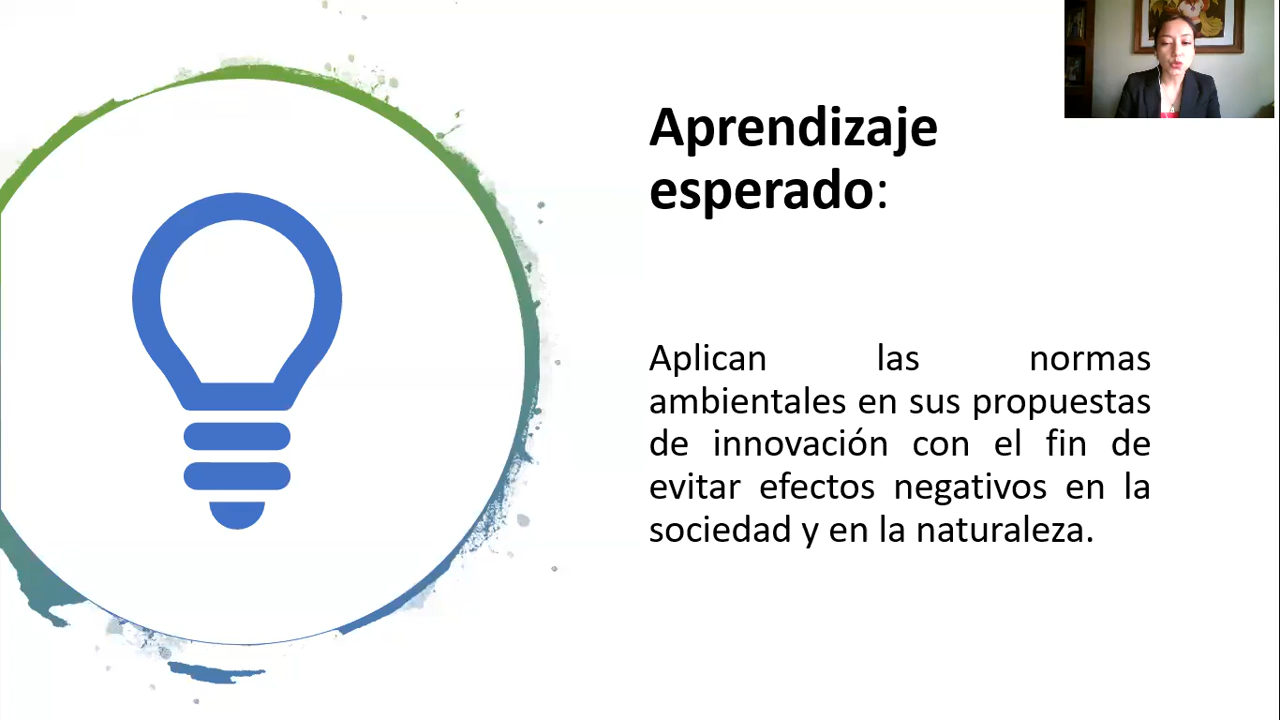 Aprendizaje
esperado:
Aplican las normas
ambientales en sus propuestas
de innovación con el fin de
evitar efectos negativos en la
sociedad y en la naturaleza.